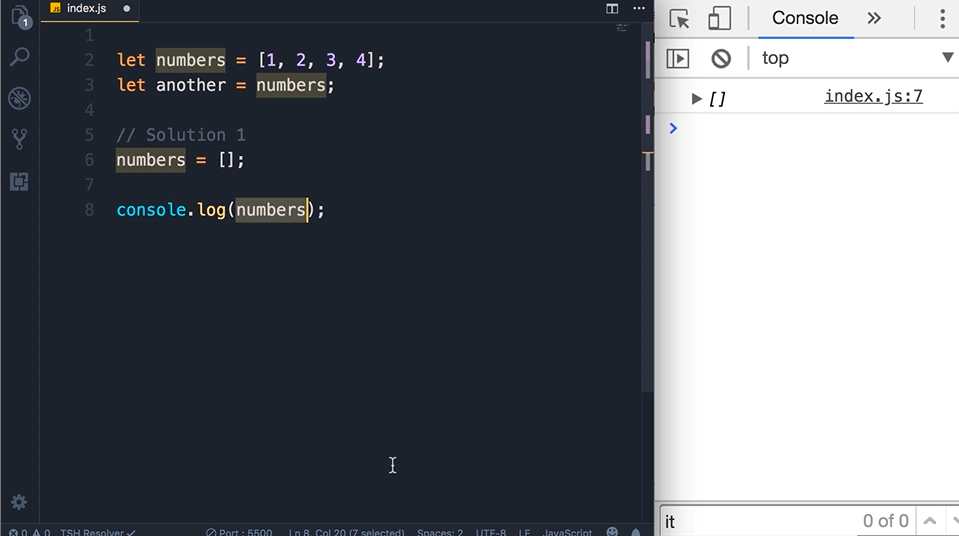 index.js
1
1
2 let numbers = [1, 2, 3, 4];
3 let another = numbers;
4
5 // Solution 1
6 numbers = [];
7
8 console.log(numbers);
0 0 TSH Resolver Port : 5500 Ln 8, Col 20 (7 selected) Spaces: 2 UTF-8 LF JavaScript
Console
top
[] index.js:7
it 0 of 0